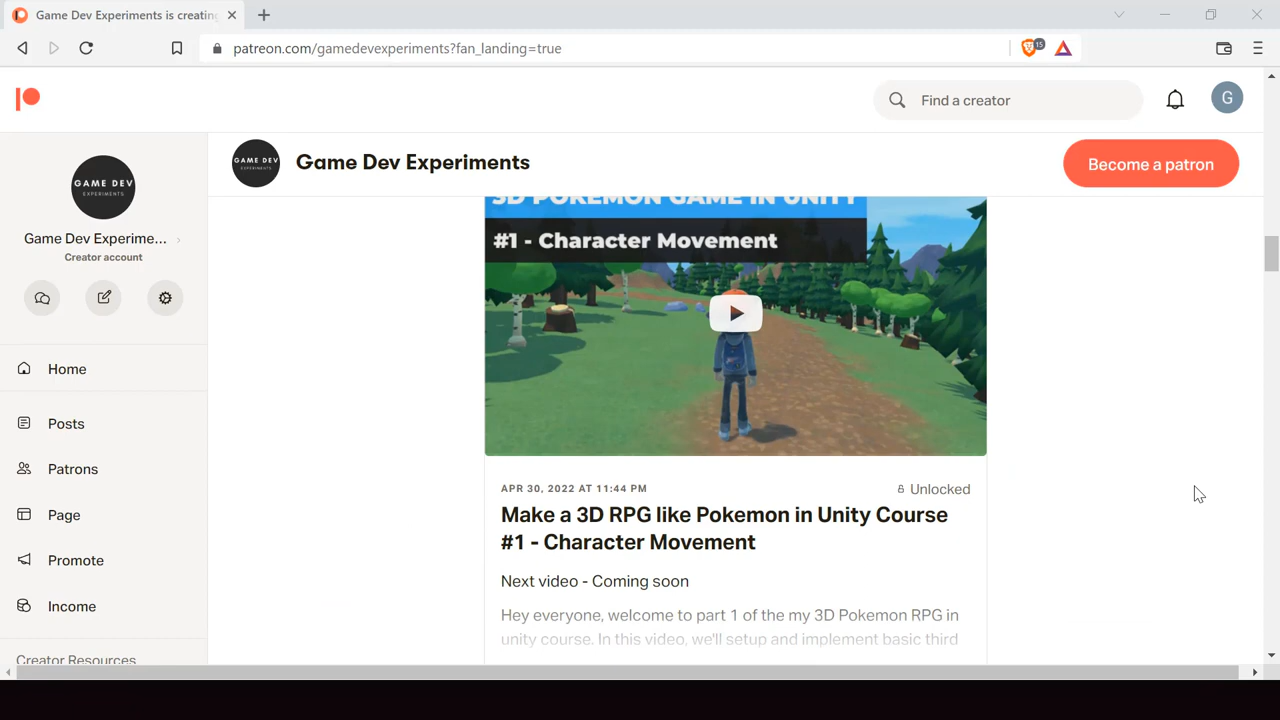 Game Dev Experiments is creating
patreon.com/gamedevexperiments?fan_landing=true
15
Find a creator
G
GAME DEV
EXPERIMENTS
Game Dev Experiments
Become a patron
GAME DEV
EXPERIMENTS
Game Dev Experime...
Creator account
Home
Posts
Patrons
Page
Promote
Income
Creator Resources
3D POKEMON GAME IN UNITY
#1 - Character Movement
APR 30, 2022 AT 11:44 PM
Unlocked
Make a 3D RPG like Pokemon in Unity Course
#1 - Character Movement
Next video - Coming soon
Hey everyone, welcome to part 1 of the my 3D Pokemon RPG in
unity course. In this video, we'll setup and implement basic third